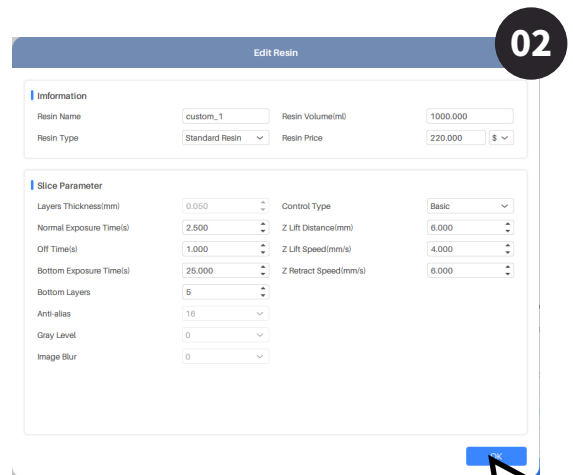 02
Edit Resin
Imformation
Resin Name custom_1 Resin Volume(ml) 1000.000
Resin Type Standard Resin Resin Price 220.000 $
Slice Parameter
Layers Thickness(mm) 0.050 Control Type Basic
Normal Exposure Time(s) 2.500 Z Lift Distance(mm) 6.000
Off Time(s) 1.000 Z Lift Speed(mm/s) 4.000
Bottom Exposure Time(s) 25.000 Z Retract Speed(mm/s) 6.000
Bottom Layers 5
Anti-alias 16
Gray Level 0
Image Blur 0
OK